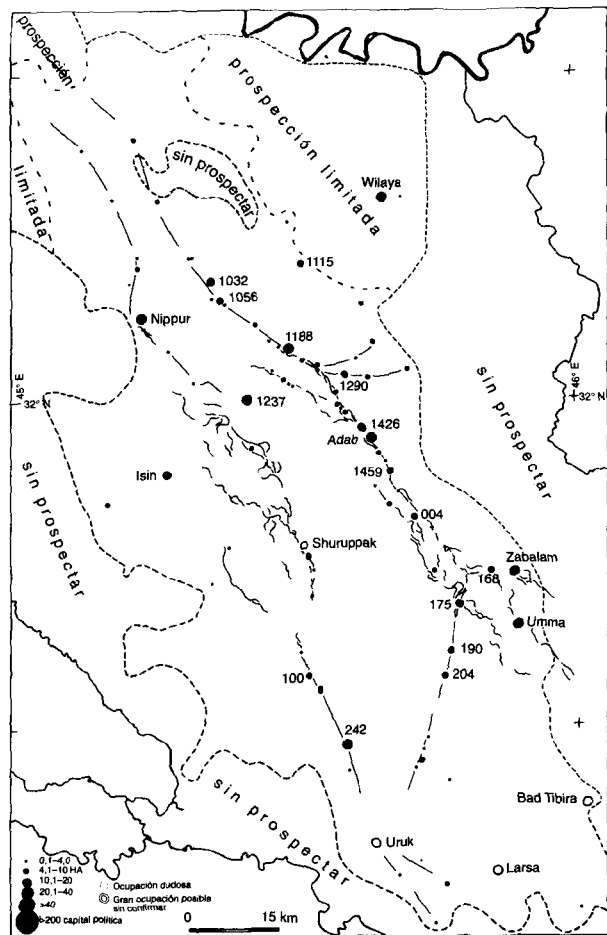 prospección
limitada
prospección limitada
sin prospectar
Wilaya
1115
1032
1056
Nippur
1188
1290
45° E
32° N
46° E
32° N
1237
1426
Adab
sin prospectar
1459
Isin
sin prospectar
004
Shuruppak
Zabalam
168
175
Umma
190
100
204
242
sin prospectar
Bad Tibira
Uruk
Larsa
0,1–4,0
4,1–10 HA
10,1–20
20,1–40
>40
200 capital política
Ocupación dudosa
Gran ocupación posible
sin confirmar
0 15 km